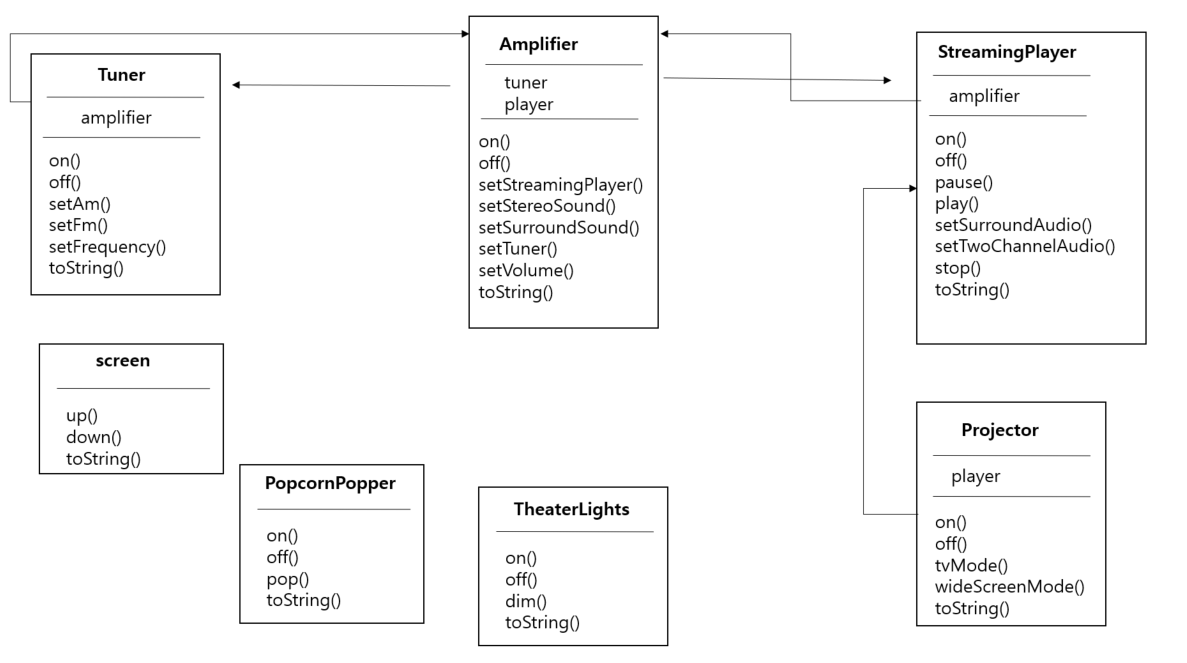 Tuner
amplifier
on()
off()
setAm()
setFm()
setFrequency()
toString()
Amplifier
tuner
player
on()
off()
setStreamingPlayer()
setStereoSound()
setSurroundSound()
setTuner()
setVolume()
toString()
StreamingPlayer
amplifier
on()
off()
pause()
play()
setSurroundAudio()
setTwoChannelAudio()
stop()
toString()
screen
up()
down()
toString()
PopcornPopper
on()
off()
pop()
toString()
TheaterLights
on()
off()
dim()
toString()
Projector
player
on()
off()
tvMode()
wideScreenMode()
toString()